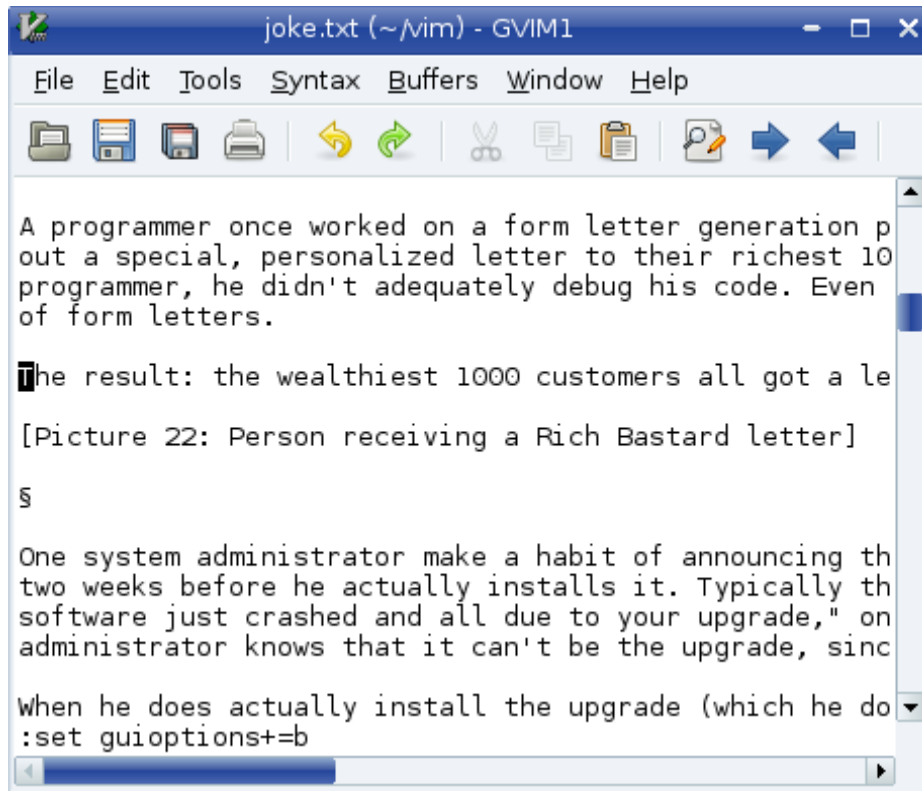 joke.txt (~/vim) - GVIM1
File Edit Tools Syntax Buffers Window Help
A programmer once worked on a form letter generation p
out a special, personalized letter to their richest 10
programmer, he didn't adequately debug his code. Even
of form letters.
The result: the wealthiest 1000 customers all got a le
[Picture 22: Person receiving a Rich Bastard letter]
§
One system administrator make a habit of announcing th
two weeks before he actually installs it. Typically th
software just crashed and all due to your upgrade," on
administrator knows that it can't be the upgrade, sinc
When he does actually install the upgrade (which he do
:set guioptions+=b